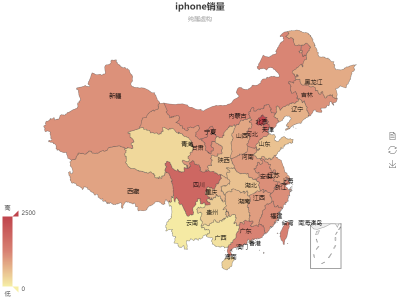 iphone销量
纯属虚构
黑龙江
吉林
新疆
内蒙古
北京
辽宁
天津
宁夏
山西
河北
青海
甘肃
山东
陕西
河南
江苏
安徽
上海
西藏
四川
重庆
湖北
浙江
湖南
江西
云南
贵州
福建
台湾
南海诸岛
广西
广东
香港
澳门
海南
高
2500
0
低